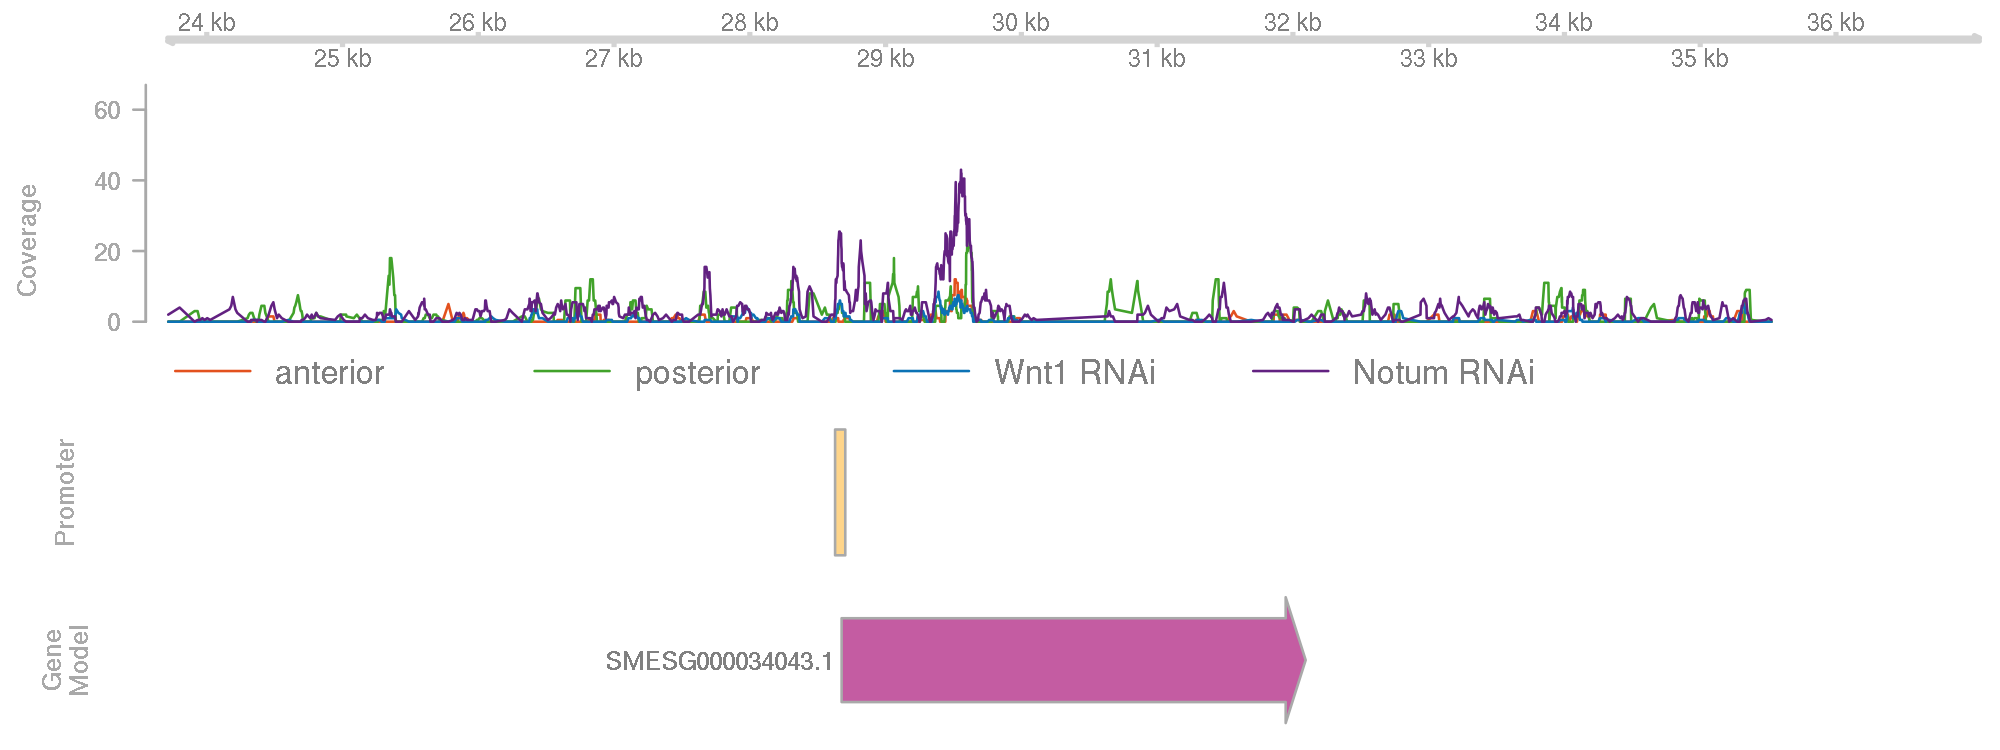 24 kb 26 kb 28 kb 30 kb 32 kb 34 kb 36 kb
25 kb 27 kb 29 kb 31 kb 33 kb 35 kb
Coverage
60
40
20
0
anterior posterior Wnt1 RNAi Notum RNAi
Promoter
Gene
Model
SMESG000034043.1